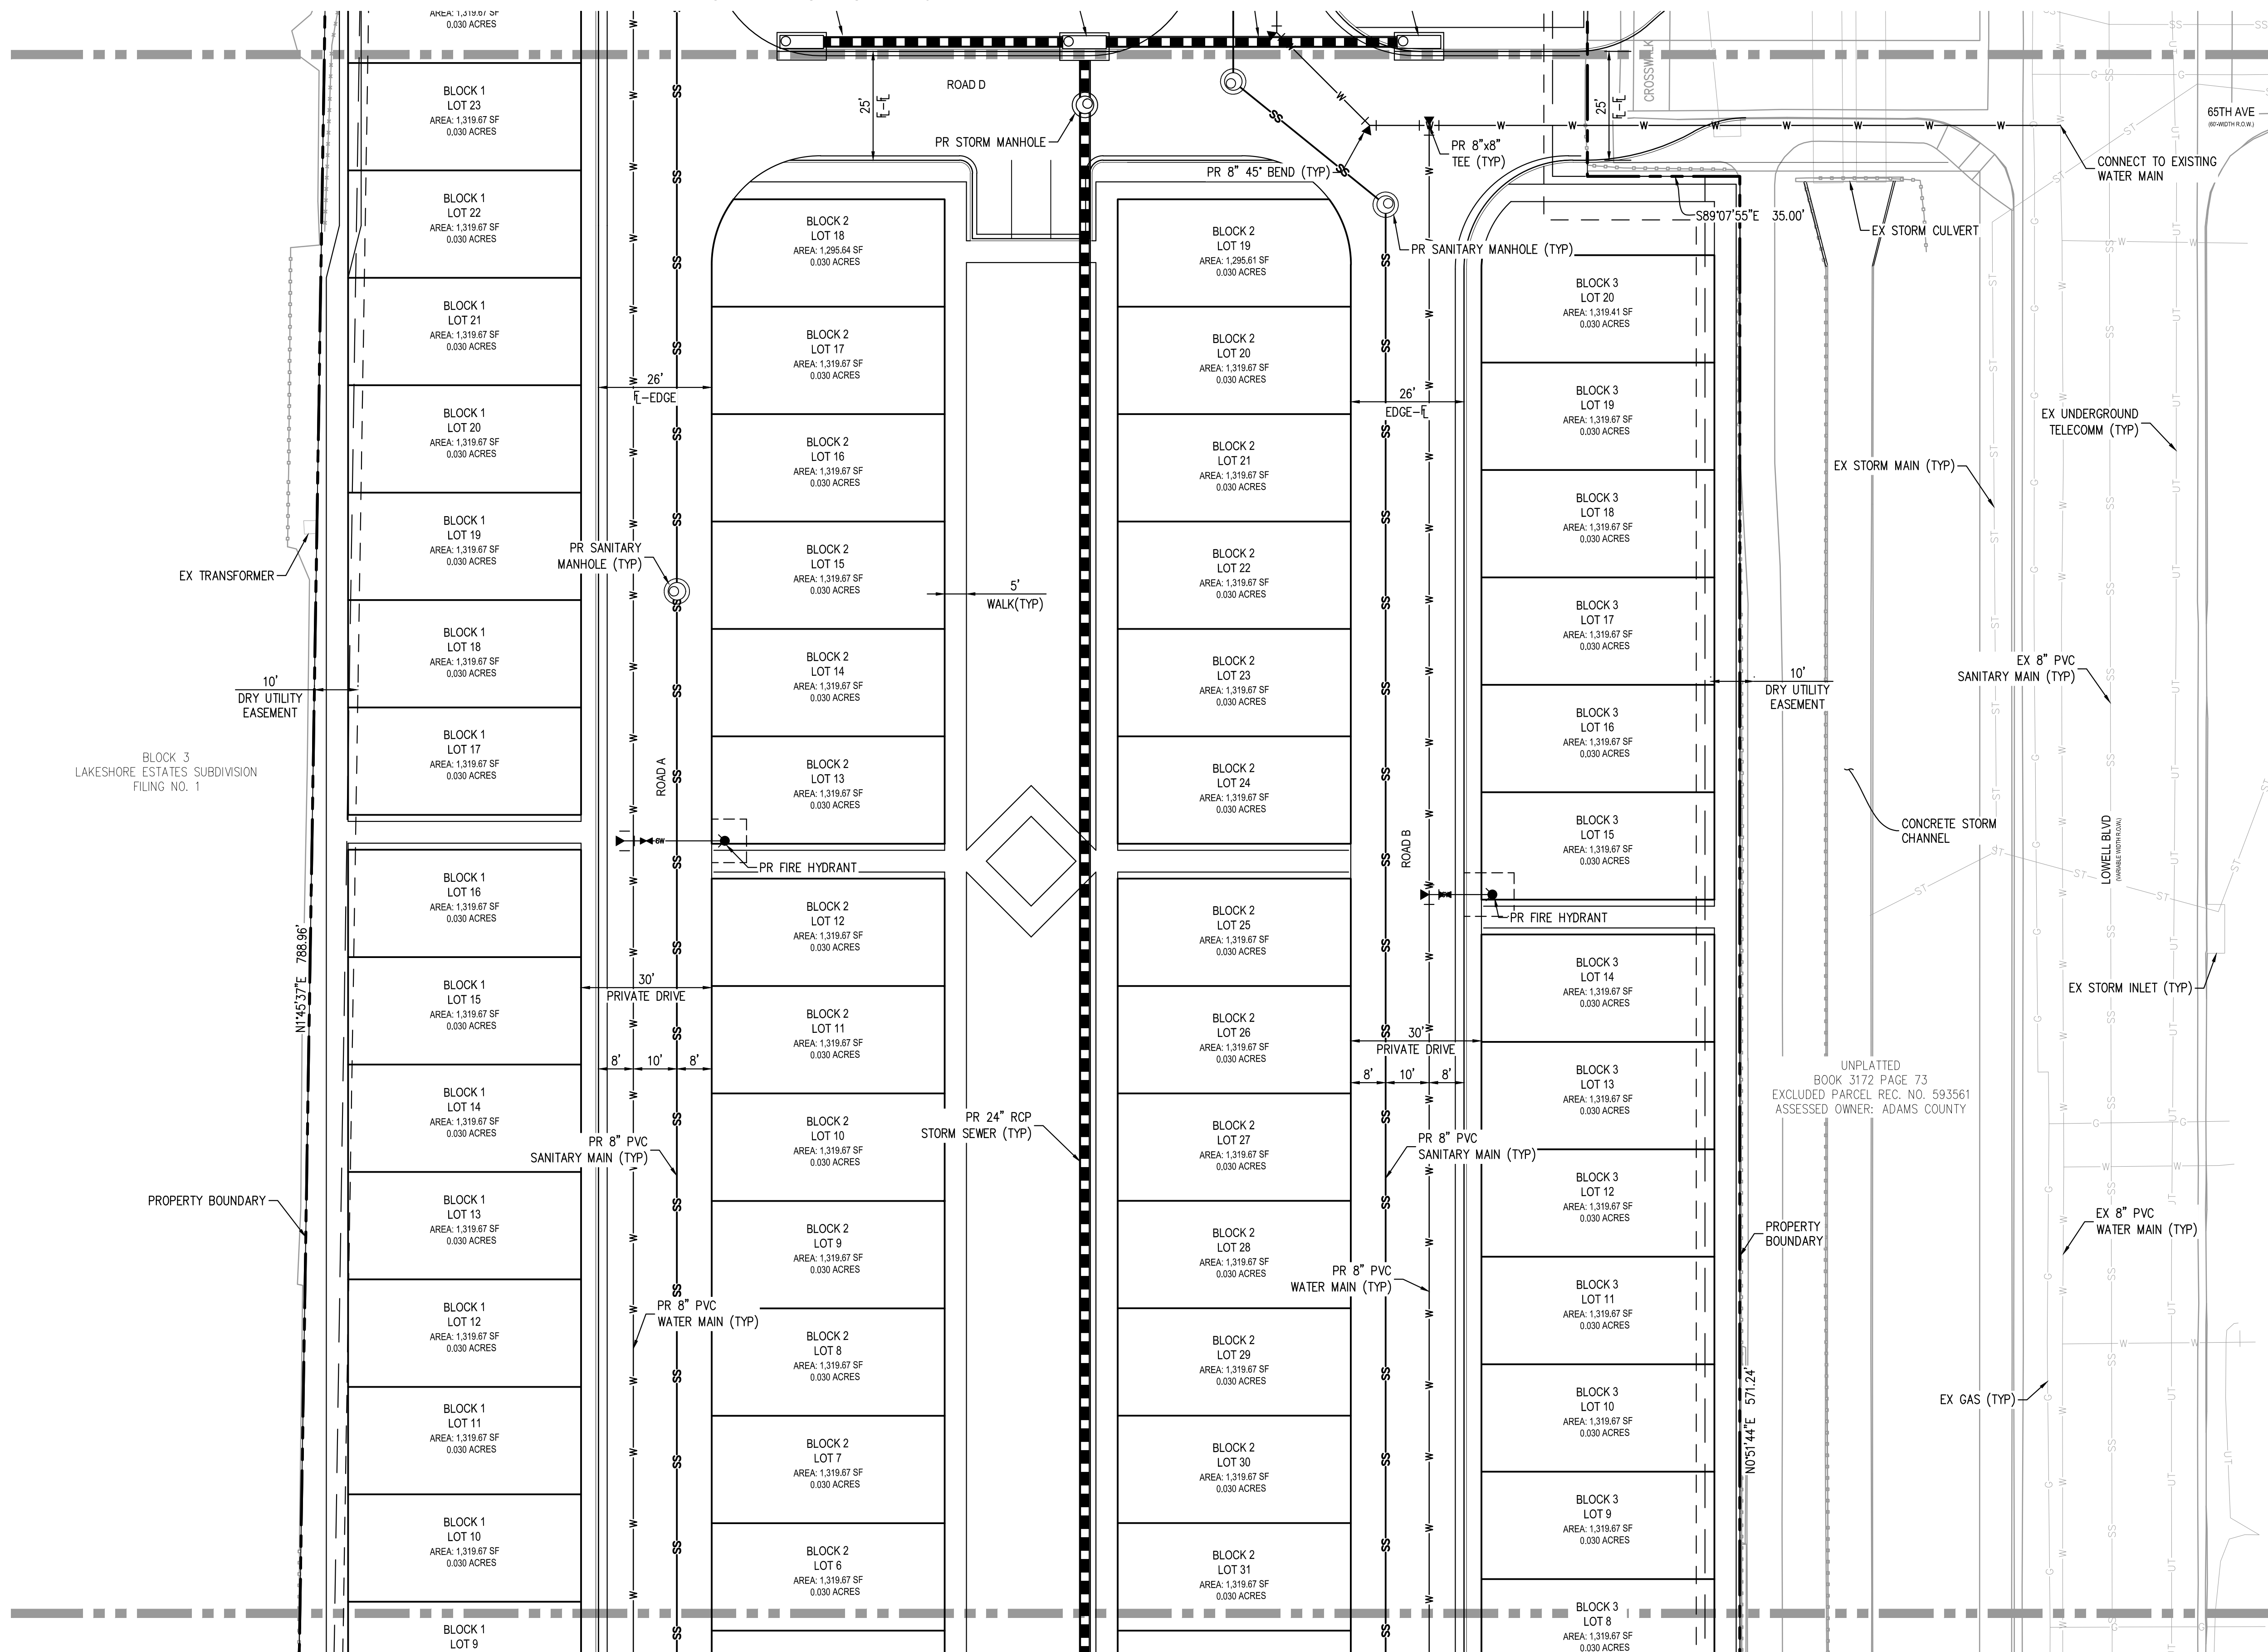 AREA: 1,319.67 SF
0.030 ACRES
BLOCK 1
LOT 23
AREA: 1,319.67 SF
0.030 ACRES
BLOCK 1
LOT 22
AREA: 1,319.67 SF
0.030 ACRES
BLOCK 1
LOT 21
AREA: 1,319.67 SF
0.030 ACRES
BLOCK 1
LOT 20
AREA: 1,319.67 SF
0.030 ACRES
BLOCK 1
LOT 19
AREA: 1,319.67 SF
0.030 ACRES
BLOCK 1
LOT 18
AREA: 1,319.67 SF
0.030 ACRES
BLOCK 1
LOT 17
AREA: 1,319.67 SF
0.030 ACRES
BLOCK 1
LOT 16
AREA: 1,319.67 SF
0.030 ACRES
BLOCK 1
LOT 15
AREA: 1,319.67 SF
0.030 ACRES
BLOCK 1
LOT 14
AREA: 1,319.67 SF
0.030 ACRES
BLOCK 1
LOT 13
AREA: 1,319.67 SF
0.030 ACRES
BLOCK 1
LOT 12
AREA: 1,319.67 SF
0.030 ACRES
BLOCK 1
LOT 11
AREA: 1,319.67 SF
0.030 ACRES
BLOCK 1
LOT 10
AREA: 1,319.67 SF
0.030 ACRES
BLOCK 1
LOT 9
EX TRANSFORMER
10'
DRY UTILITY
EASEMENT
BLOCK 3
LAKESHORE ESTATES SUBDIVISION
FILING NO. 1
N1°45'37"E 788.96'
PROPERTY BOUNDARY
26'
FL-EDGE
PR SANITARY
MANHOLE (TYP)
ROAD A
6W
PR FIRE HYDRANT
30'
PRIVATE DRIVE
8'
10'
8'
PR 8" PVC
SANITARY MAIN (TYP)
PR 8" PVC
WATER MAIN (TYP)
25'
FL-FL
ROAD D
PR STORM MANHOLE
BLOCK 2
LOT 18
AREA: 1,295.64 SF
0.030 ACRES
BLOCK 2
LOT 17
AREA: 1,319.67 SF
0.030 ACRES
BLOCK 2
LOT 16
AREA: 1,319.67 SF
0.030 ACRES
BLOCK 2
LOT 15
AREA: 1,319.67 SF
0.030 ACRES
BLOCK 2
LOT 14
AREA: 1,319.67 SF
0.030 ACRES
BLOCK 2
LOT 13
AREA: 1,319.67 SF
0.030 ACRES
BLOCK 2
LOT 12
AREA: 1,319.67 SF
0.030 ACRES
BLOCK 2
LOT 11
AREA: 1,319.67 SF
0.030 ACRES
BLOCK 2
LOT 10
AREA: 1,319.67 SF
0.030 ACRES
BLOCK 2
LOT 9
AREA: 1,319.67 SF
0.030 ACRES
BLOCK 2
LOT 8
AREA: 1,319.67 SF
0.030 ACRES
BLOCK 2
LOT 7
AREA: 1,319.67 SF
0.030 ACRES
BLOCK 2
LOT 6
AREA: 1,319.67 SF
0.030 ACRES
5'
WALK(TYP)
PR 24" RCP
STORM SEWER (TYP)
BLOCK 2
LOT 19
AREA: 1,295.61 SF
0.030 ACRES
BLOCK 2
LOT 20
AREA: 1,319.67 SF
0.030 ACRES
BLOCK 2
LOT 21
AREA: 1,319.67 SF
0.030 ACRES
BLOCK 2
LOT 22
AREA: 1,319.67 SF
0.030 ACRES
BLOCK 2
LOT 23
AREA: 1,319.67 SF
0.030 ACRES
BLOCK 2
LOT 24
AREA: 1,319.67 SF
0.030 ACRES
BLOCK 2
LOT 25
AREA: 1,319.67 SF
0.030 ACRES
BLOCK 2
LOT 26
AREA: 1,319.67 SF
0.030 ACRES
BLOCK 2
LOT 27
AREA: 1,319.67 SF
0.030 ACRES
BLOCK 2
LOT 28
AREA: 1,319.67 SF
0.030 ACRES
BLOCK 2
LOT 29
AREA: 1,319.67 SF
0.030 ACRES
BLOCK 2
LOT 30
AREA: 1,319.67 SF
0.030 ACRES
BLOCK 2
LOT 31
AREA: 1,319.67 SF
0.030 ACRES
PR 8" 45° BEND (TYP)
PR 8"x8"
TEE (TYP)
PR SANITARY MANHOLE (TYP)
26'
EDGE-FL
ROAD B
PR FIRE HYDRANT
30'
PRIVATE DRIVE
8'
10'
8'
PR 8" PVC
SANITARY MAIN (TYP)
PR 8" PVC
WATER MAIN (TYP)
25'
FL-FL
CROSSWALK
S89°07'55"E 35.00'
BLOCK 3
LOT 20
AREA: 1,319.41 SF
0.030 ACRES
BLOCK 3
LOT 19
AREA: 1,319.67 SF
0.030 ACRES
BLOCK 3
LOT 18
AREA: 1,319.67 SF
0.030 ACRES
BLOCK 3
LOT 17
AREA: 1,319.67 SF
0.030 ACRES
BLOCK 3
LOT 16
AREA: 1,319.67 SF
0.030 ACRES
BLOCK 3
LOT 15
AREA: 1,319.67 SF
0.030 ACRES
BLOCK 3
LOT 14
AREA: 1,319.67 SF
0.030 ACRES
BLOCK 3
LOT 13
AREA: 1,319.67 SF
0.030 ACRES
BLOCK 3
LOT 12
AREA: 1,319.67 SF
0.030 ACRES
BLOCK 3
LOT 11
AREA: 1,319.67 SF
0.030 ACRES
BLOCK 3
LOT 10
AREA: 1,319.67 SF
0.030 ACRES
BLOCK 3
LOT 9
AREA: 1,319.67 SF
0.030 ACRES
BLOCK 3
LOT 8
AREA: 1,319.67 SF
0.030 ACRES
65TH AVE
(60'-WIDTH R.O.W.)
CONNECT TO EXISTING
WATER MAIN
EX STORM CULVERT
EX UNDERGROUND
TELECOMM (TYP)
EX STORM MAIN (TYP)
EX 8" PVC
SANITARY MAIN (TYP)
10'
DRY UTILITY
EASEMENT
CONCRETE STORM
CHANNEL
LOWELL BLVD
(VARIABLE WIDTH R.O.W.)
EX STORM INLET (TYP)
UNPLATTED
BOOK 3172 PAGE 73
EXCLUDED PARCEL REC. NO. 593561
ASSESSED OWNER: ADAMS COUNTY
EX 8" PVC
WATER MAIN (TYP)
PROPERTY
BOUNDARY
N0°51'44"E 571.24'
EX GAS (TYP)